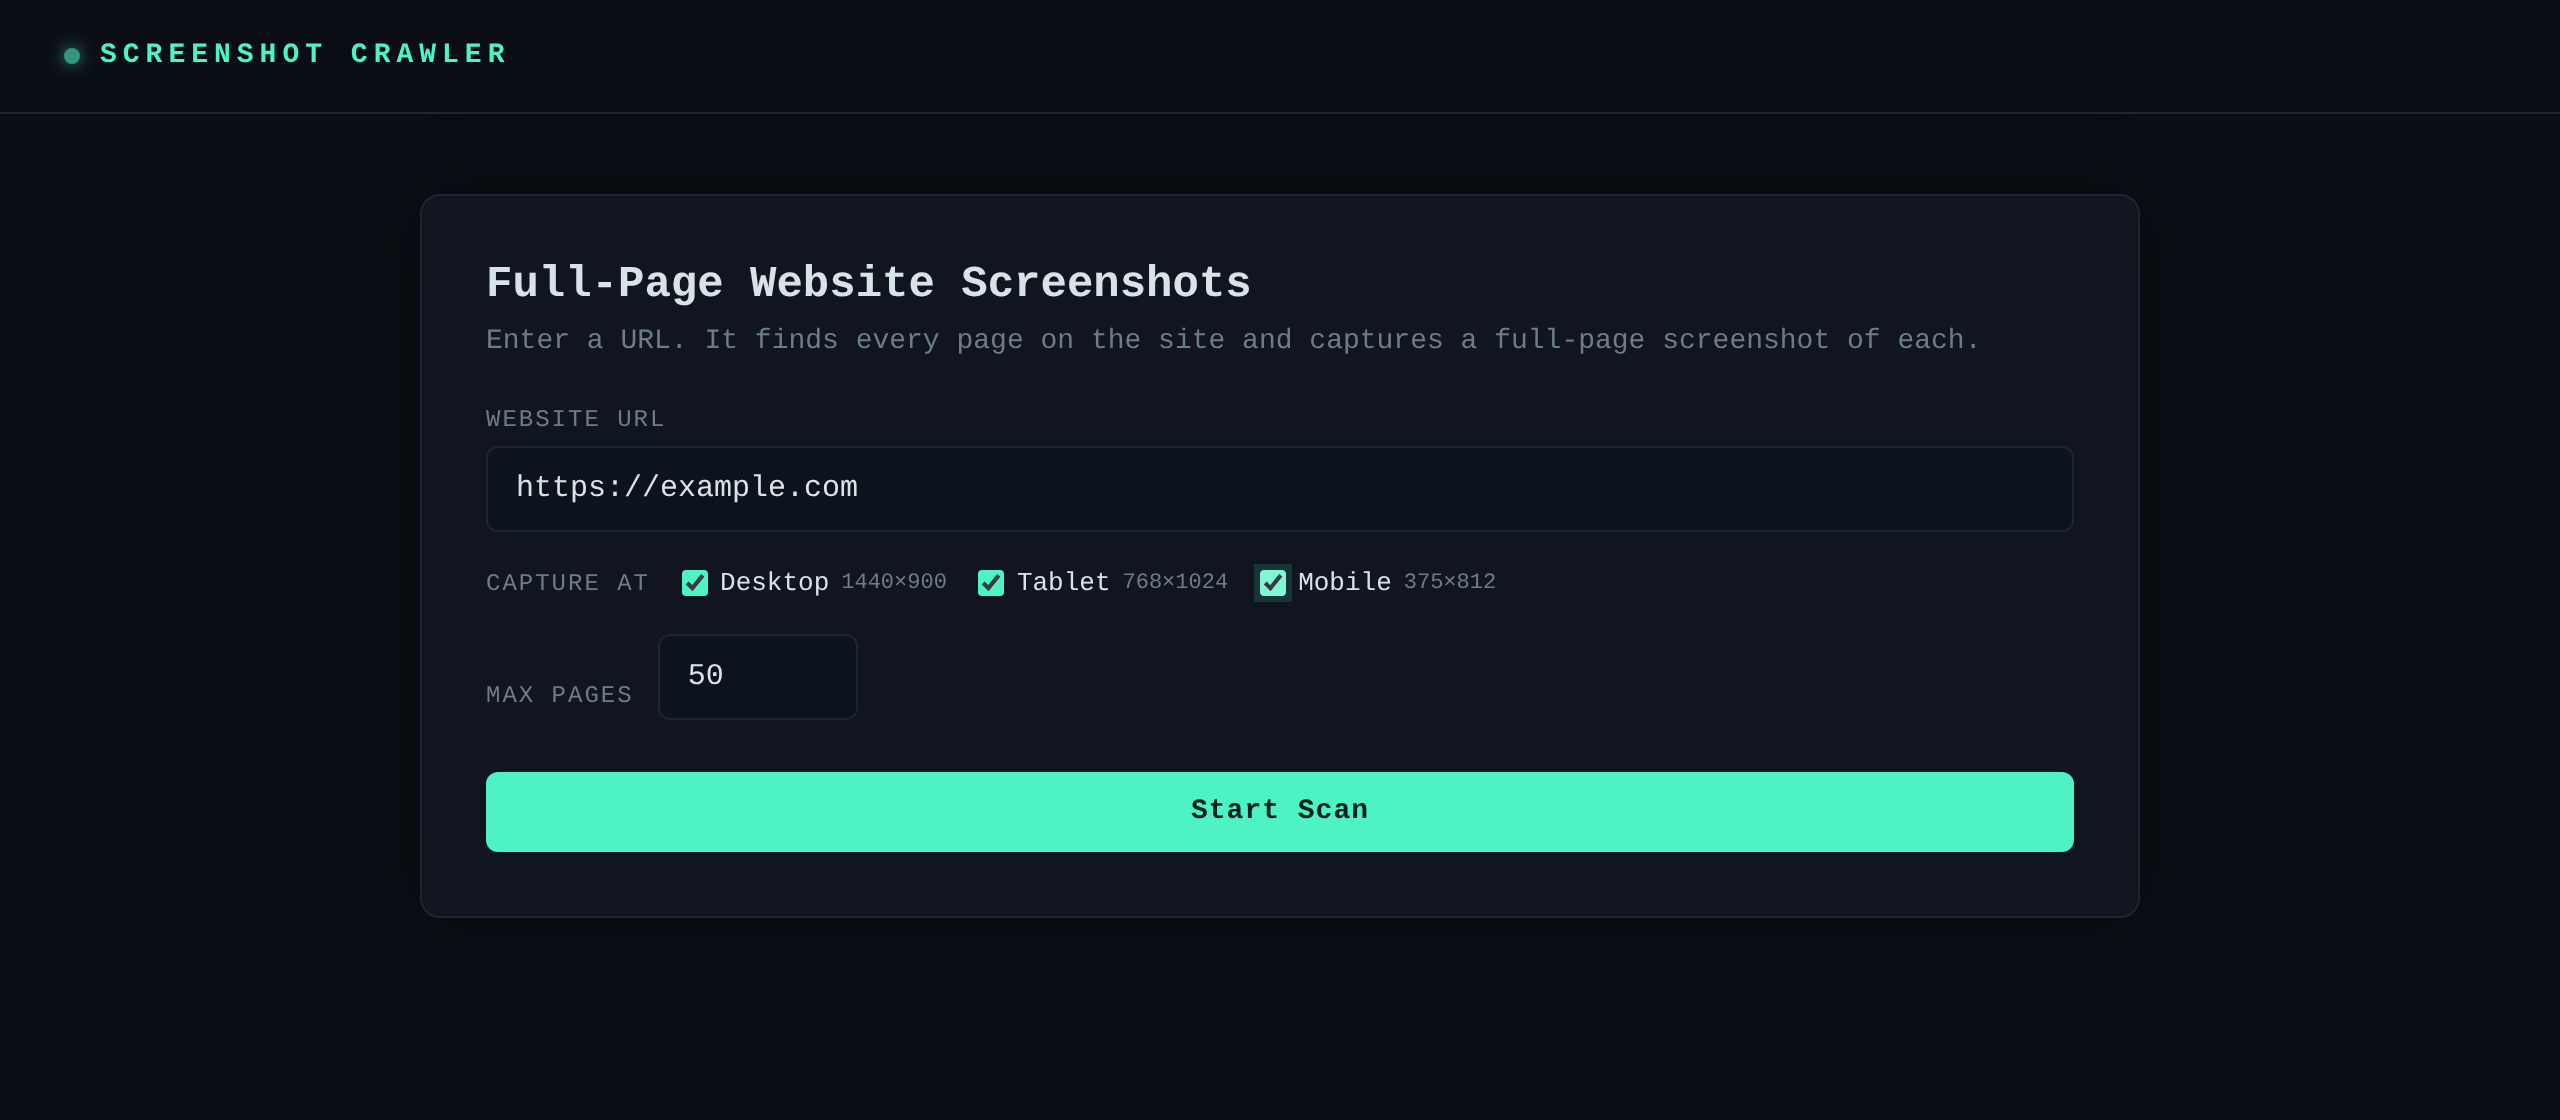 SCREENSHOT CRAWLER
Full-Page Website Screenshots
Enter a URL. It finds every page on the site and captures a full-page screenshot of each.
WEBSITE URL
https://example.com
CAPTURE AT Desktop 1440×900 Tablet 768×1024 Mobile 375×812
MAX PAGES 50
Start Scan